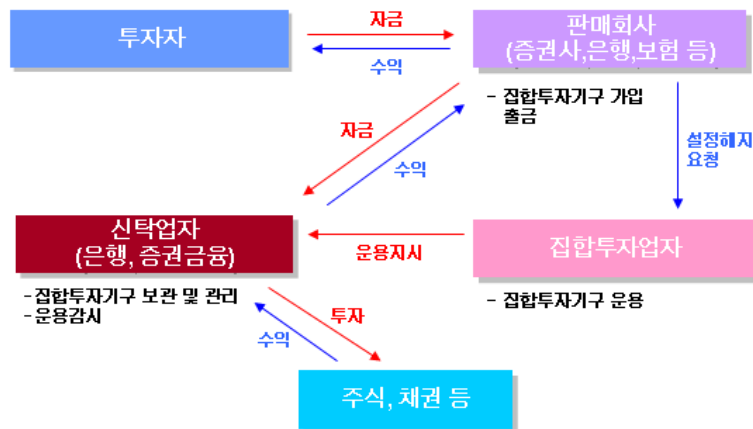 투자자
자금
수익
판매회사
(증권사,은행,보험 등)
- 집합투자기구 가입
출금
자금
수익
설정해지
요청
신탁업자
(은행, 증권금융)
운용지시
집합투자업자
-집합투자기구 보관 및 관리
-운용감시
- 집합투자기구 운용
투자
수익
주식, 채권 등